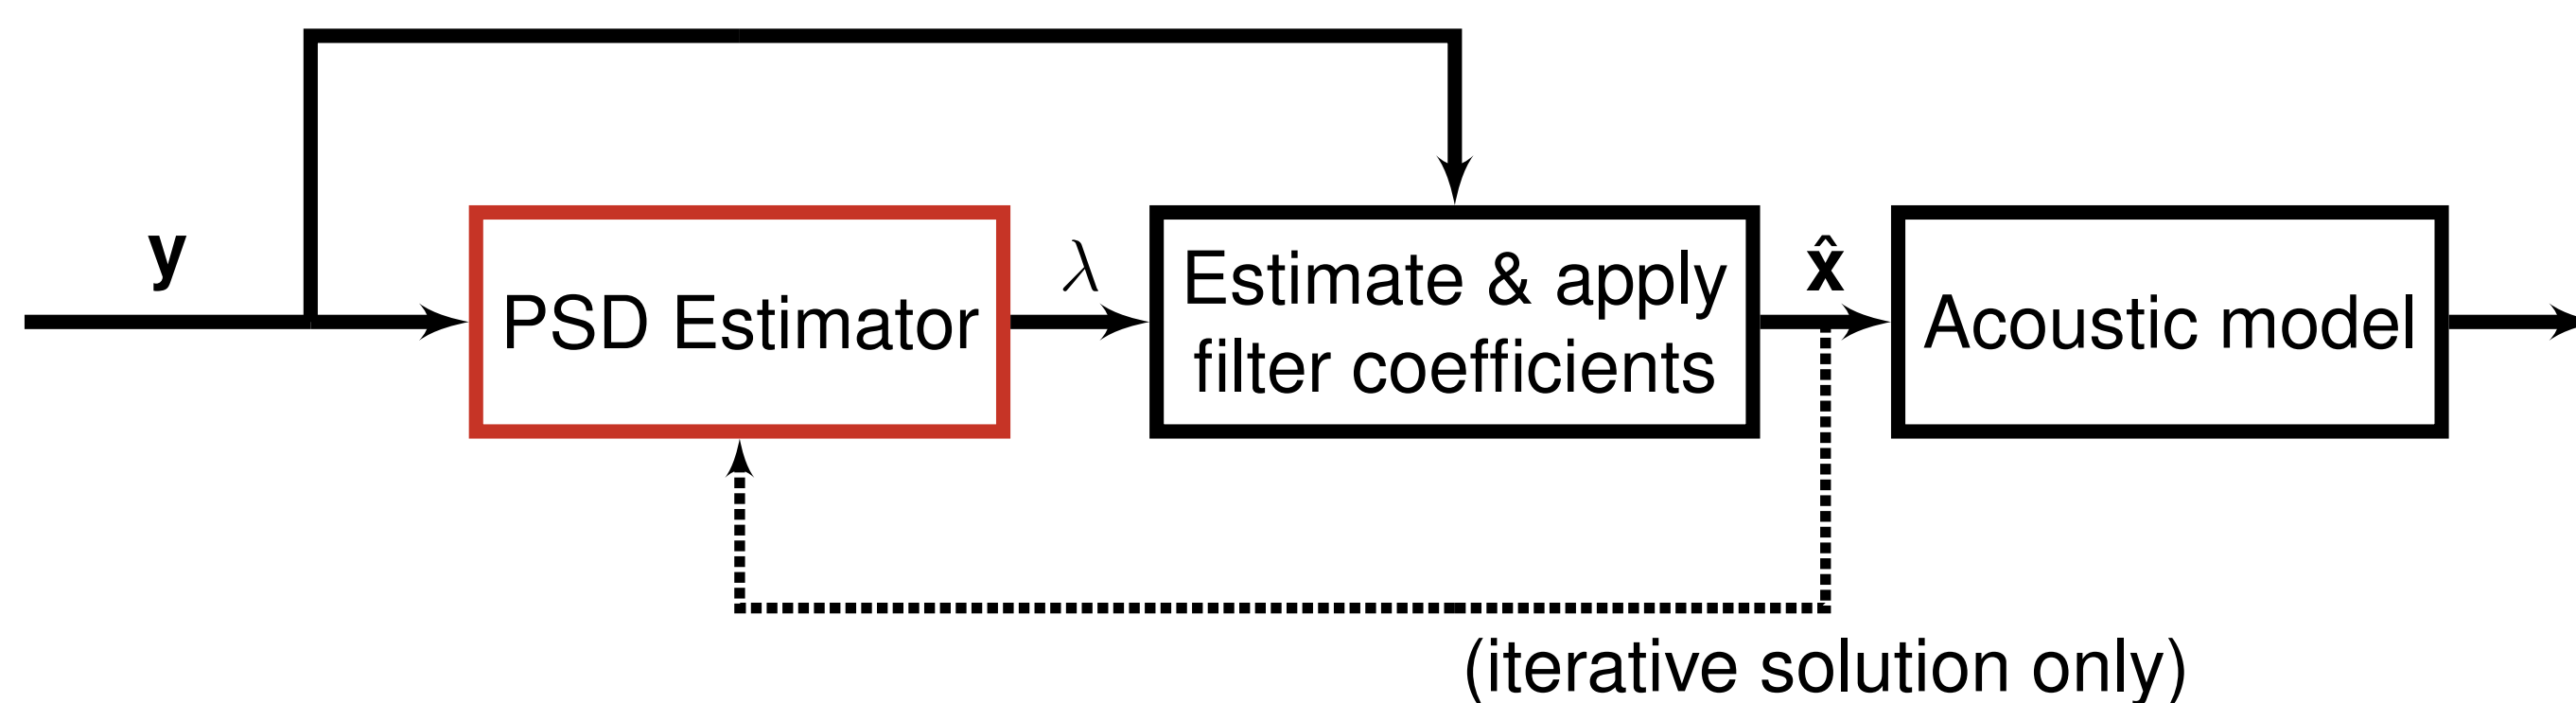 y
PSD Estimator
λ
Estimate & apply
filter coefficients
x̂
Acoustic model
(iterative solution only)